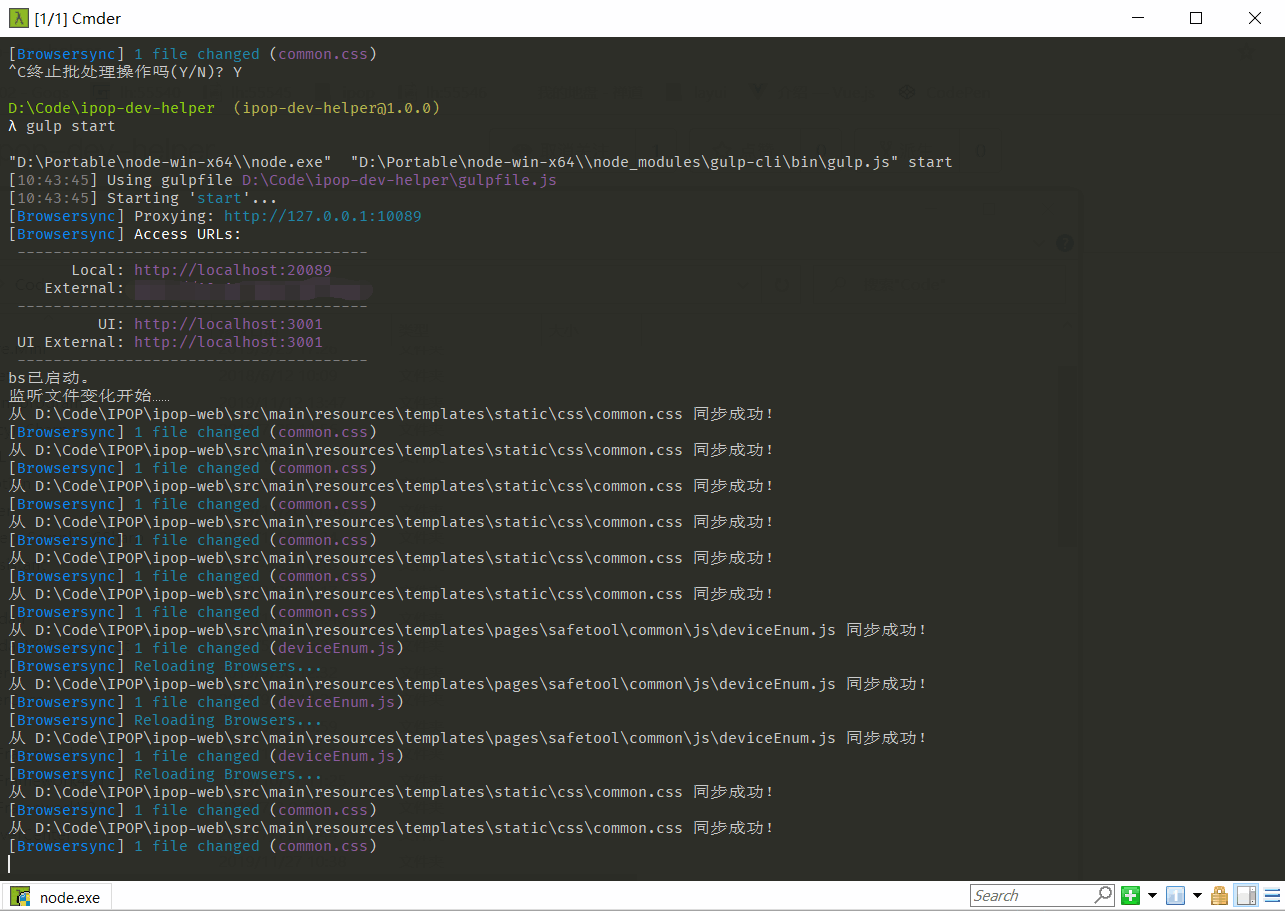 [1/1] Cmder
[Browsersync] 1 file changed (common.css)
^C终止批处理操作吗(Y/N)? Y
D:\Code\ipop-dev-helper  (ipop-dev-helper@1.0.0)
λ gulp start
"D:\Portable\node-win-x64\\node.exe"  "D:\Portable\node-win-x64\\node_modules\gulp-cli\bin\gulp.js" start
[10:43:45] Using gulpfile D:\Code\ipop-dev-helper\gulpfile.js
[10:43:45] Starting 'start'...
[Browsersync] Proxying: http://127.0.0.1:10089
[Browsersync] Access URLs:
---------------------------------------
Local: http://localhost:20089
External:
---------------------------------------
UI: http://localhost:3001
UI External: http://localhost:3001
---------------------------------------
bs已启动。
监听文件变化开始……
从 D:\Code\IPOP\ipop-web\src\main\resources\templates\static\css\common.css 同步成功!
[Browsersync] 1 file changed (common.css)
从 D:\Code\IPOP\ipop-web\src\main\resources\templates\static\css\common.css 同步成功!
[Browsersync] 1 file changed (common.css)
从 D:\Code\IPOP\ipop-web\src\main\resources\templates\static\css\common.css 同步成功!
[Browsersync] 1 file changed (common.css)
从 D:\Code\IPOP\ipop-web\src\main\resources\templates\static\css\common.css 同步成功!
[Browsersync] 1 file changed (common.css)
从 D:\Code\IPOP\ipop-web\src\main\resources\templates\static\css\common.css 同步成功!
[Browsersync] 1 file changed (common.css)
从 D:\Code\IPOP\ipop-web\src\main\resources\templates\static\css\common.css 同步成功!
[Browsersync] 1 file changed (common.css)
从 D:\Code\IPOP\ipop-web\src\main\resources\templates\pages\safetool\common\js\deviceEnum.js 同步成功!
[Browsersync] 1 file changed (deviceEnum.js)
[Browsersync] Reloading Browsers...
从 D:\Code\IPOP\ipop-web\src\main\resources\templates\pages\safetool\common\js\deviceEnum.js 同步成功!
[Browsersync] 1 file changed (deviceEnum.js)
[Browsersync] Reloading Browsers...
从 D:\Code\IPOP\ipop-web\src\main\resources\templates\pages\safetool\common\js\deviceEnum.js 同步成功!
[Browsersync] 1 file changed (deviceEnum.js)
[Browsersync] Reloading Browsers...
从 D:\Code\IPOP\ipop-web\src\main\resources\templates\static\css\common.css 同步成功!
[Browsersync] 1 file changed (common.css)
从 D:\Code\IPOP\ipop-web\src\main\resources\templates\static\css\common.css 同步成功!
[Browsersync] 1 file changed (common.css)
node.exe
Search